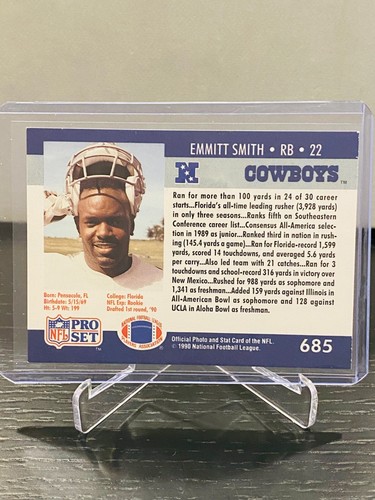 EMMITT SMITH • RB • 22
N
COWBOYS™
Ran for more than 100 yards in 24 of 30 career
starts...Florida's all-time leading rusher (3,928 yards)
in only three seasons...Ranks fifth on Southeastern
Conference career list...Consensus All-America selection
in 1989 as junior...Ranked third in nation in rush-
ing (145.4 yards a game)...Ran for Florida-record 1,599
yards, scored 14 touchdowns, and averaged 5.6 yards
per carry...Also led team with 21 catches...Ran for 3
touchdowns and school-record 316 yards in victory over
New Mexico...Rushed for 988 yards as sophomore and
1,341 as freshman...Added 159 yards against Illinois in
All-American Bowl as sophomore and 128 against
UCLA in Aloha Bowl as freshman.
Born: Pensacola, FL
Birthdate: 5/15/69
Ht: 5-9 Wt: 199
College: Florida
NFL Exp: Rookie
Drafted 1st round, '90
NFL
PRO
SET™
Official Photo and Stat Card of the NFL.
© 1990 National Football League.
685